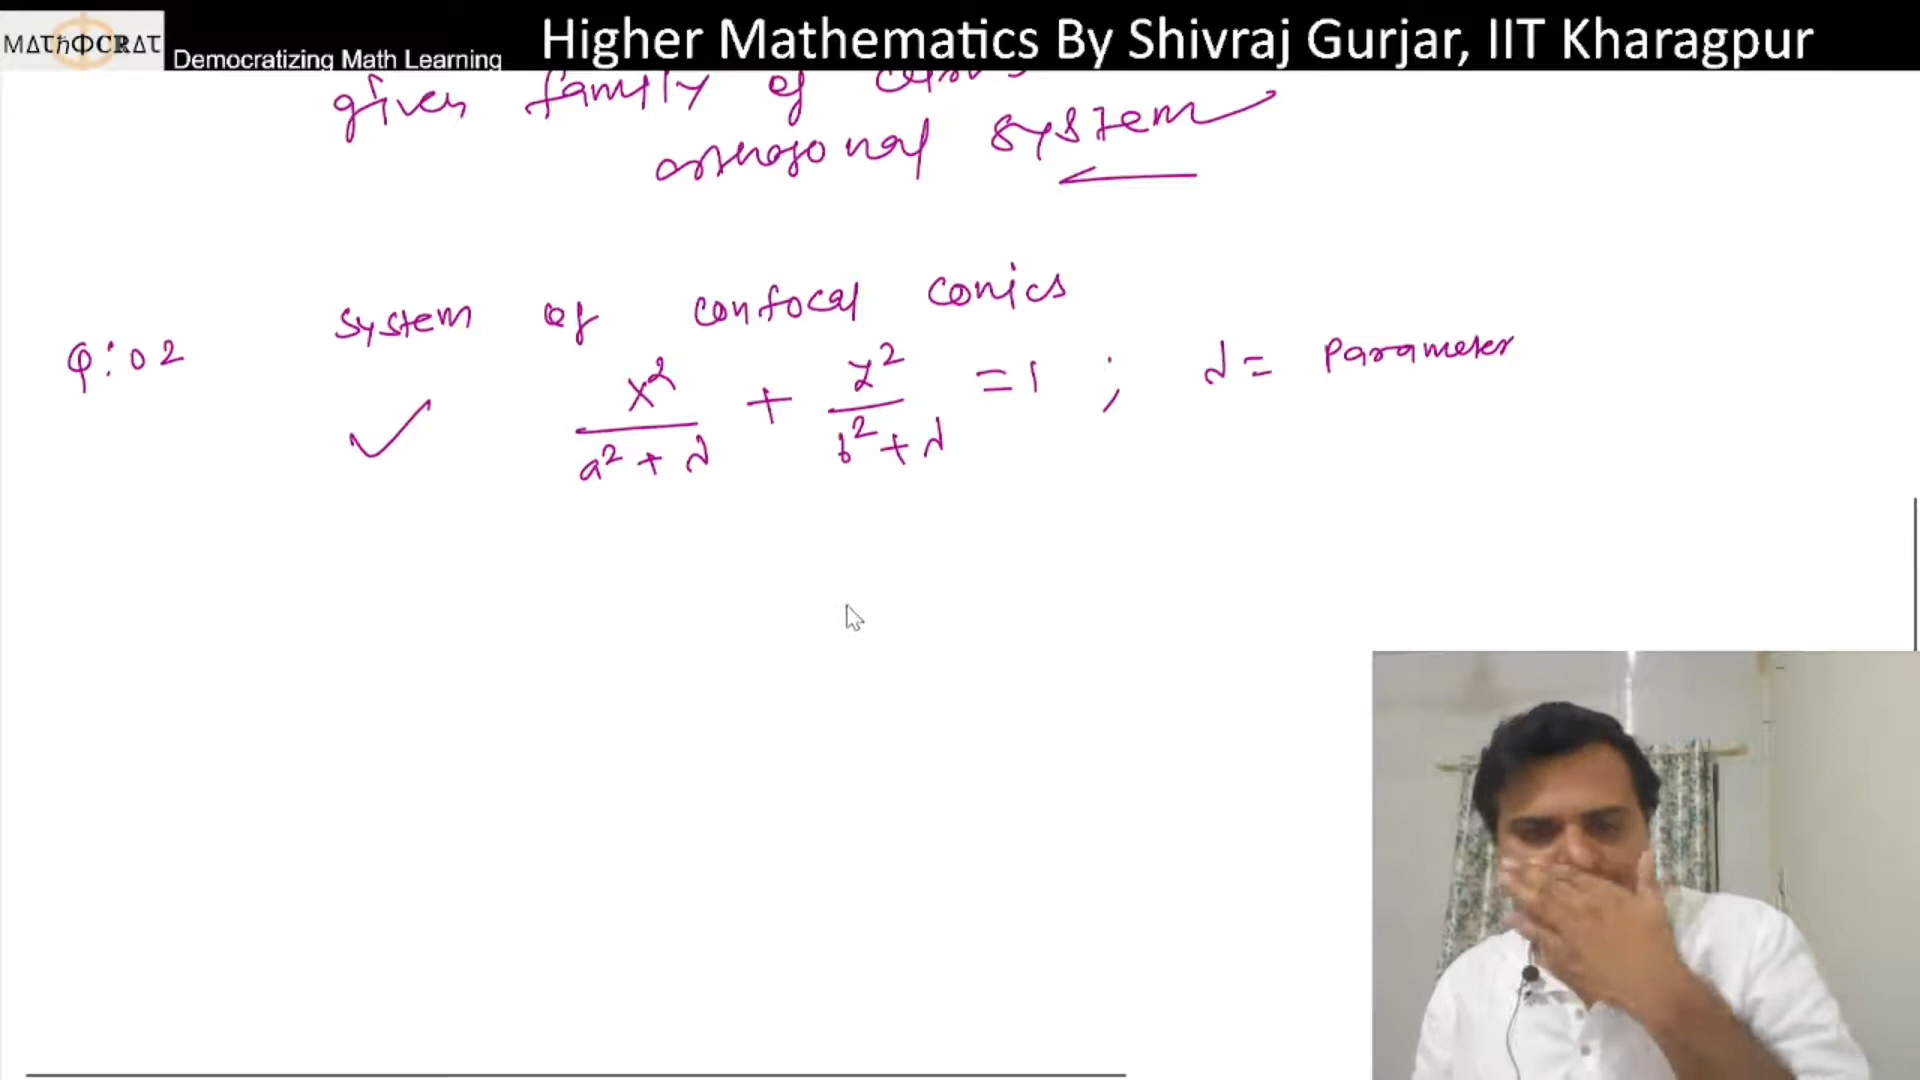 MΔTħΦCRΔT
Democratizing Math Learning
Higher Mathematics By Shivraj Gurjar, IIT Kharagpur
given family of
orthogonal system
Q:02
System of confocal conics
x²/(a²+λ) + y²/(b²+λ) = 1 ; λ = Parameter